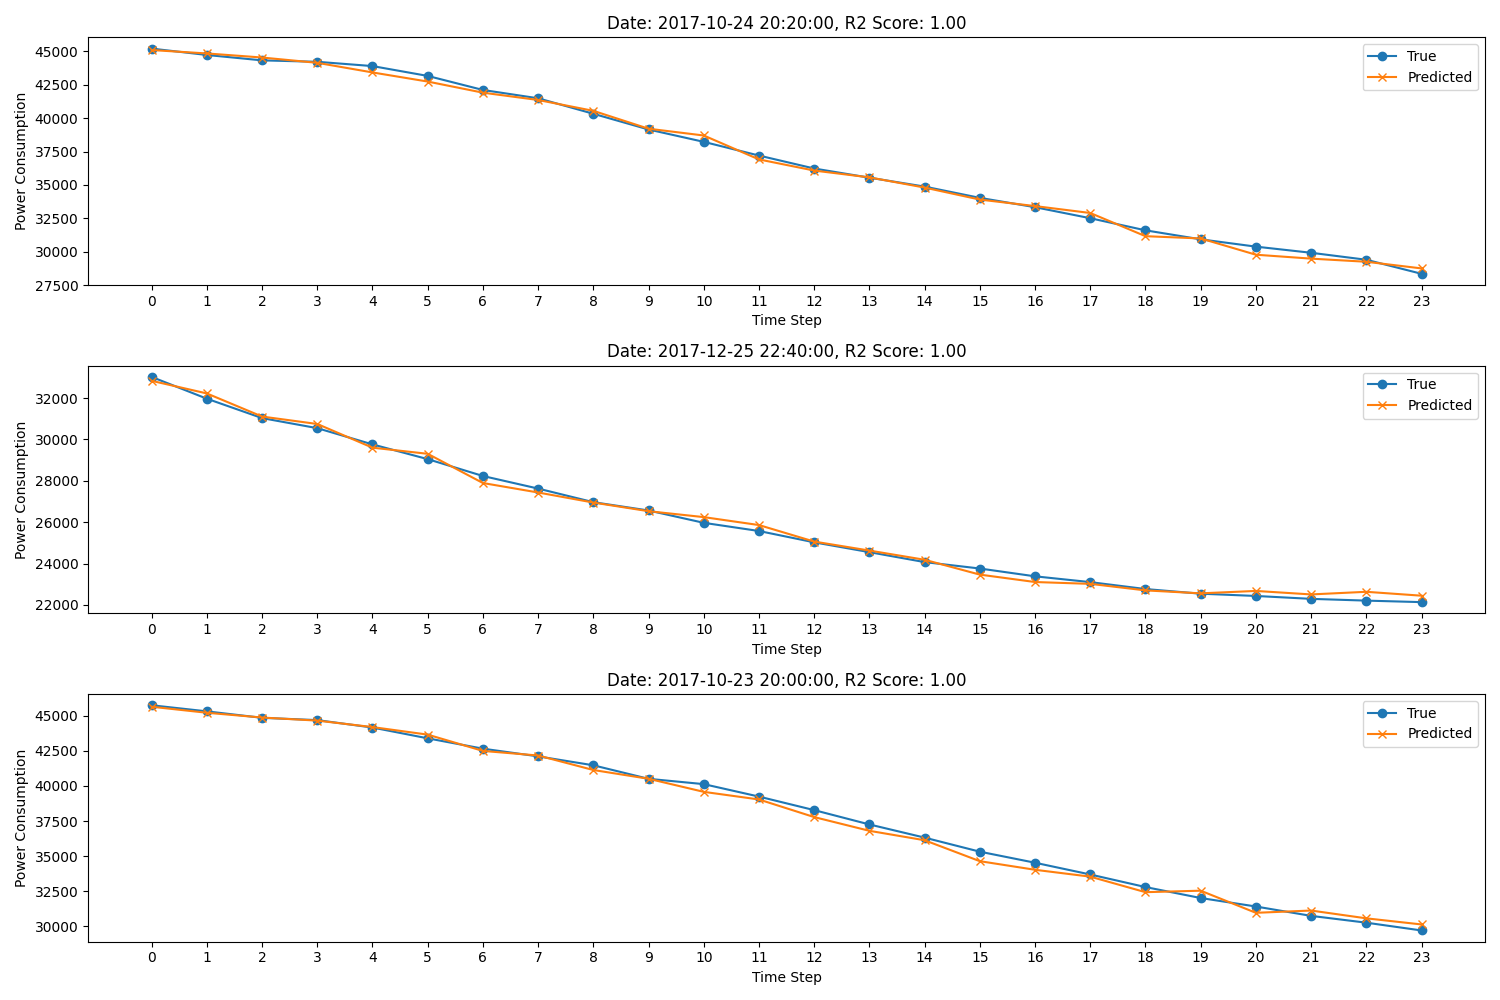 Date: 2017-10-24 20:20:00, R2 Score: 1.00
Power Consumption
45000
42500
40000
37500
35000
32500
30000
27500
True
Predicted
0 1 2 3 4 5 6 7 8 9 10 11 12 13 14 15 16 17 18 19 20 21 22 23
Time Step
Date: 2017-12-25 22:40:00, R2 Score: 1.00
Power Consumption
32000
30000
28000
26000
24000
22000
True
Predicted
0 1 2 3 4 5 6 7 8 9 10 11 12 13 14 15 16 17 18 19 20 21 22 23
Time Step
Date: 2017-10-23 20:00:00, R2 Score: 1.00
Power Consumption
45000
42500
40000
37500
35000
32500
30000
True
Predicted
0 1 2 3 4 5 6 7 8 9 10 11 12 13 14 15 16 17 18 19 20 21 22 23
Time Step